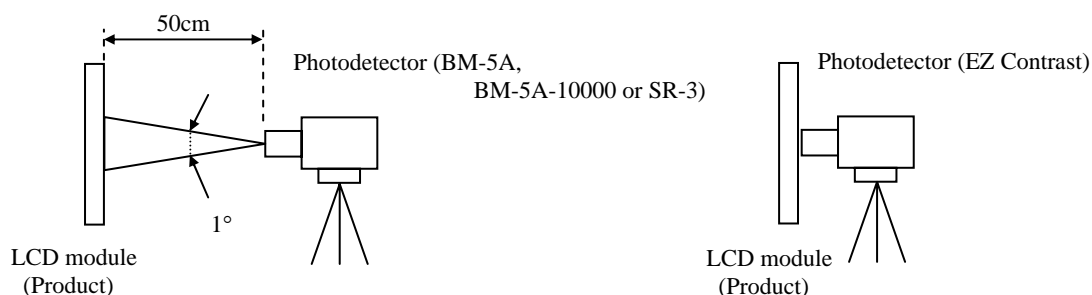 50cm
Photodetector (BM-5A,
BM-5A-10000 or SR-3)
1°
LCD module
(Product)
Photodetector (EZ Contrast)
LCD module
(Product)